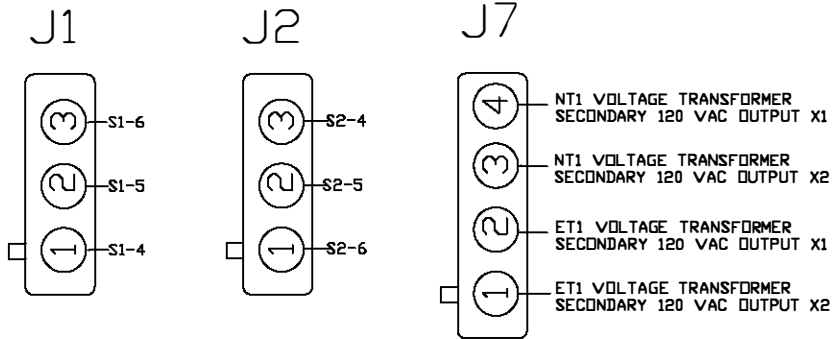 J1
3 S1-6
2 S1-5
1 S1-4
J2
3 S2-4
2 S2-5
1 S2-6
J7
4 NT1 VOLTAGE TRANSFORMER
SECONDARY 120 VAC OUTPUT X1
3 NT1 VOLTAGE TRANSFORMER
SECONDARY 120 VAC OUTPUT X2
2 ET1 VOLTAGE TRANSFORMER
SECONDARY 120 VAC OUTPUT X1
1 ET1 VOLTAGE TRANSFORMER
SECONDARY 120 VAC OUTPUT X2